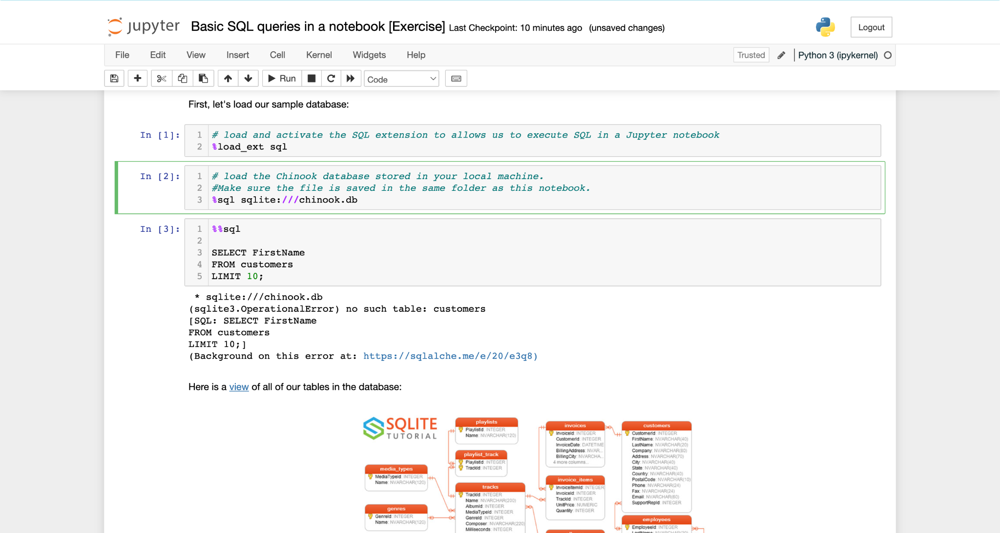 jupyter Basic SQL queries in a notebook [Exercise] Last Checkpoint: 10 minutes ago (unsaved changes)
Logout
File Edit View Insert Cell Kernel Widgets Help
Trusted Python 3 (ipykernel)
Run Code
First, let's load our sample database:
In [1]:
1 # load and activate the SQL extension to allows us to execute SQL in a Jupyter notebook
2 %load_ext sql
In [2]:
1 # load the Chinook database stored in your local machine.
2 #Make sure the file is saved in the same folder as this notebook.
3 %sql sqlite:///chinook.db
In [3]:
1 %%sql
2
3 SELECT FirstName
4 FROM customers
5 LIMIT 10;
* sqlite:///chinook.db
(sqlite3.OperationalError) no such table: customers
[SQL: SELECT FirstName
FROM customers
LIMIT 10;]
(Background on this error at: https://sqlalche.me/e/20/e3q8)
Here is a view of all of our tables in the database:
SQLITE
TUTORIAL
playlists
PlaylistId: INTEGER
Name: NVARCHAR(120)
playlist_track
PlaylistId: INTEGER
TrackId: INTEGER
media_types
MediaTypeId: INTEGER
Name: NVARCHAR(120)
genres
GenreId: INTEGER
Name: NVARCHAR(120)
tracks
TrackId: INTEGER
Name: NVARCHAR(200)
AlbumId: INTEGER
MediaTypeId: INTEGER
GenreId: INTEGER
Composer: NVARCHAR(220)
Milliseconds: INTEGER
invoices
InvoiceId: INTEGER
CustomerId: INTEGER
InvoiceDate: DATETIME
BillingAddress: NVAR...
BillingCity: NVARCHA...
4 more columns...
invoice_items
InvoiceItemId: INTEGER
InvoiceId: INTEGER
TrackId: INTEGER
UnitPrice: NUMERIC
Quantity: INTEGER
customers
CustomerId: INTEGER
FirstName: NVARCHAR(40)
LastName: NVARCHAR(20)
Company: NVARCHAR(80)
Address: NVARCHAR(70)
City: NVARCHAR(40)
State: NVARCHAR(40)
Country: NVARCHAR(40)
PostalCode: NVARCHAR(10)
Phone: NVARCHAR(24)
Fax: NVARCHAR(24)
Email: NVARCHAR(60)
SupportRepId: INTEGER
employees
EmployeeId: INTEGER